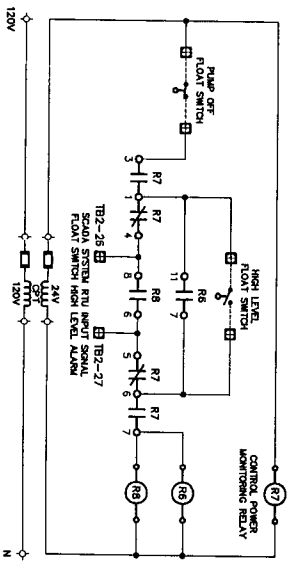 CONTROL POWER
MONITORING RELAY
R7
HIGH LEVEL
FLOAT SWITCH
R6
11
7
R6
PUMP OFF
FLOAT SWITCH
R7
3
1
R7
4
8
R8
6
5
R7
6
R7
7
R8
TB2-26
TB2-27
SCADA SYSTEM RTU INPUT SIGNAL
FLOAT SWITCH HIGH LEVEL
ALARM
24V
CPT
120V
120V
N